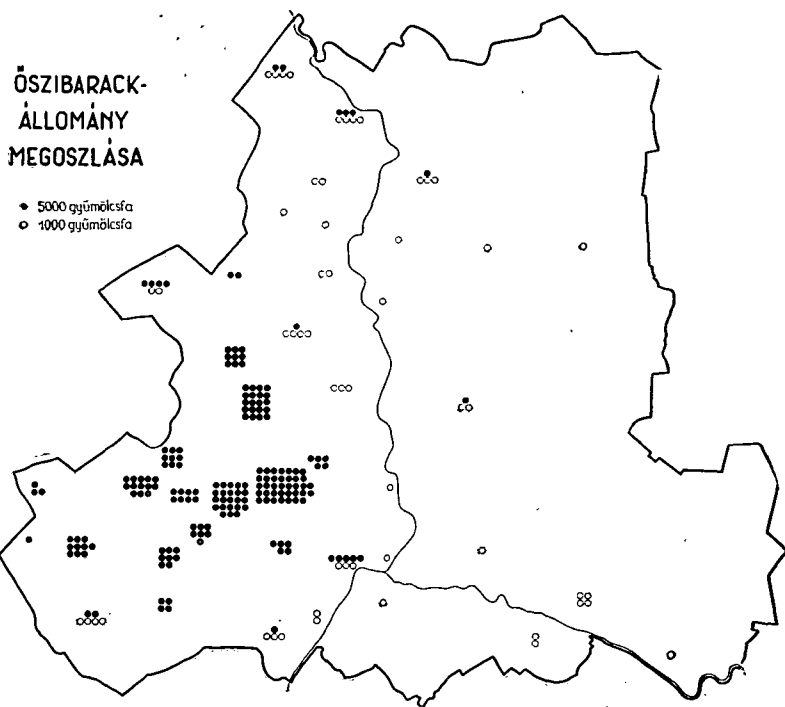 ŐSZIBARACK-
ÁLLOMÁNY
MEGOSZLÁSA
5000 gyümölcsfa
1000 gyümölcsfa